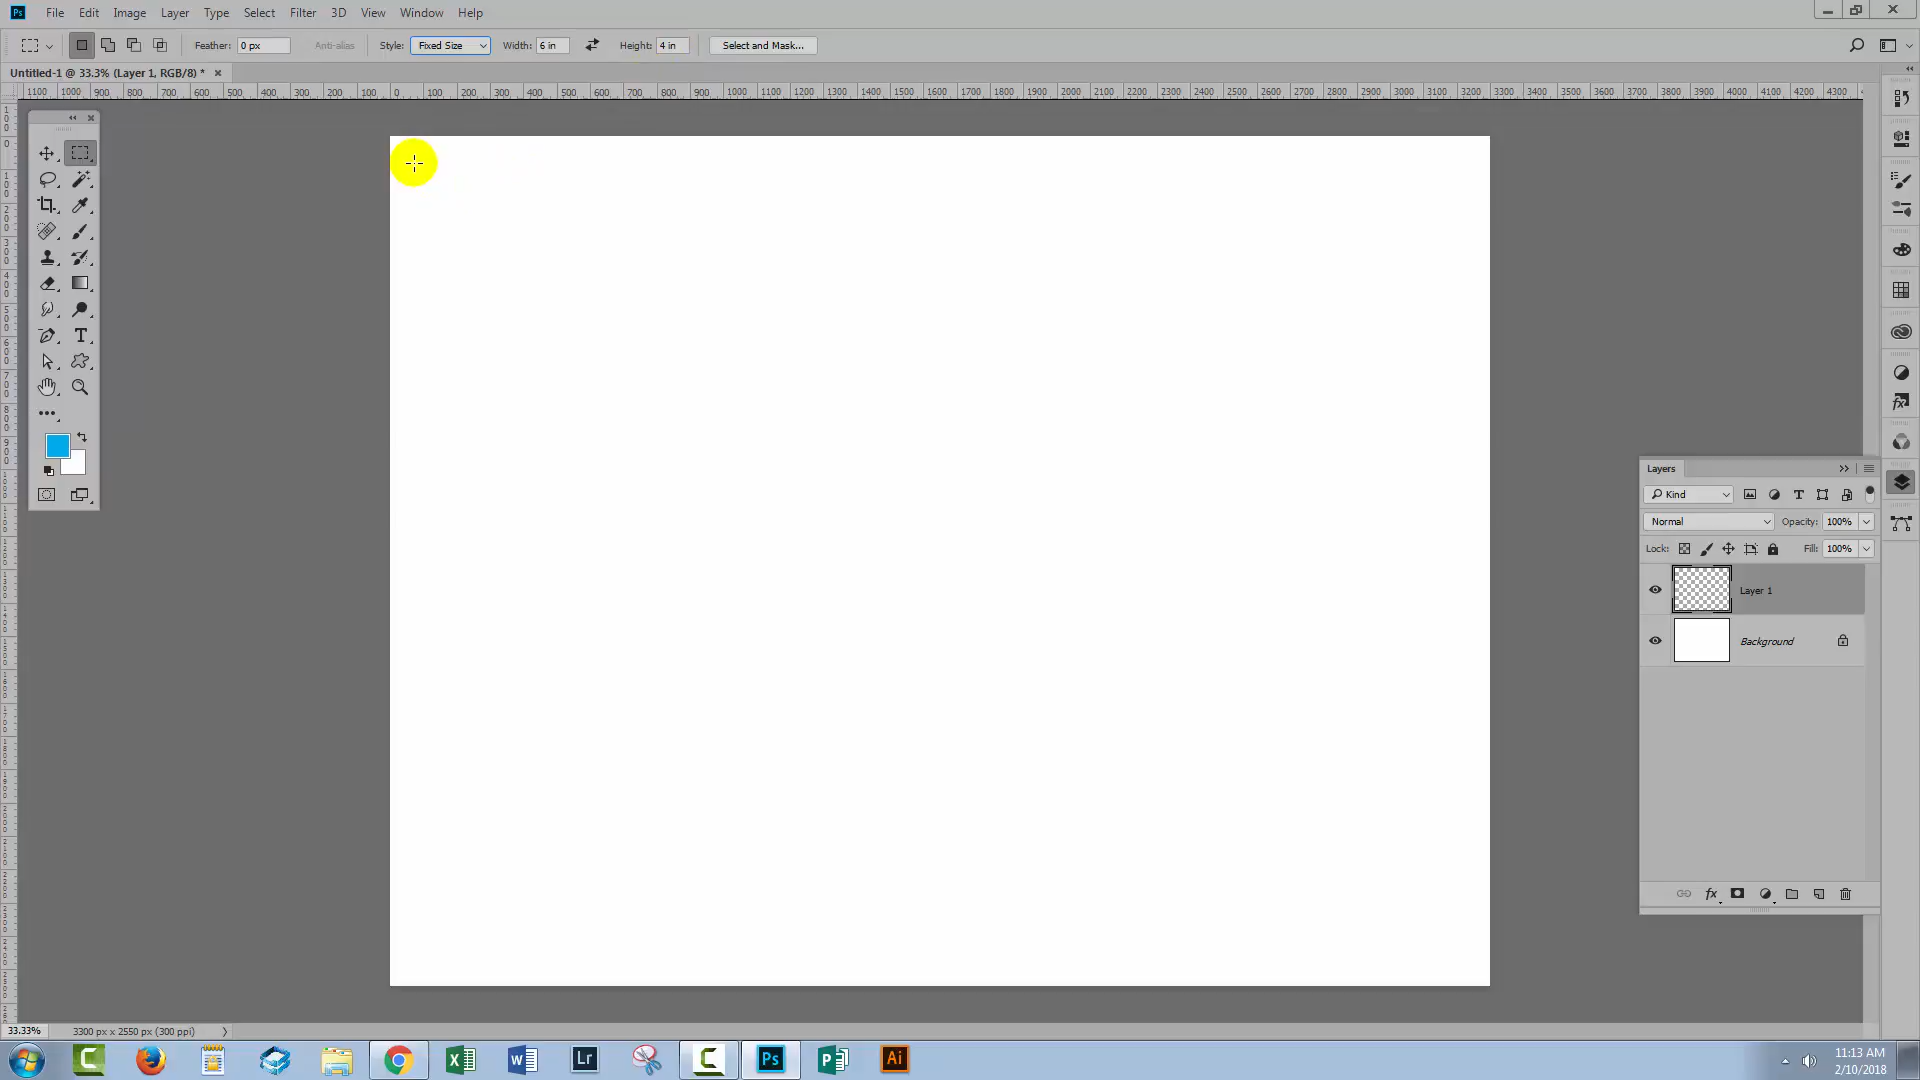 Ps File Edit Image Layer Type Select Filter 3D View Window Help
Feather: 0 px Anti-alias Style: Fixed Size Width: 6 in Height: 4 in Select and Mask...
Untitled-1 @ 33.3% (Layer 1, RGB/8) *
1100 1000 900 800 700 600 500 400 300 200 100 0 100 200 300 400 500 600 700 800 900 1000 1100 1200 1300 1400 1500 1600 1700 1800 1900 2000 2100 2200 2300 2400 2500 2600 2700 2800 2900 3000 3100 3200 3300 3400 3500 3600 3700 3800 3900 4000 4100 4200 4300
T
Layers
Kind T
Normal Opacity: 100%
Lock: Fill: 100%
Layer 1
Background
fx
33.33% 3300 px x 2550 px (300 ppi)
C X W Lr C Ps P Ai
11:13 AM
2/10/2018